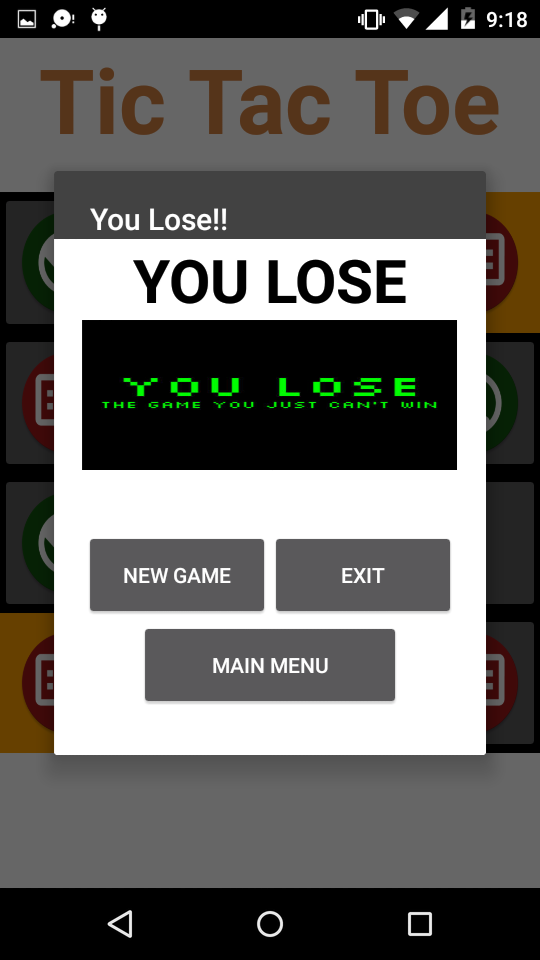 9:18
Tic Tac Toe
You Lose!!
YOU LOSE
YOU LOSE
THE GAME YOU JUST CAN'T WIN
NEW GAME EXIT
MAIN MENU